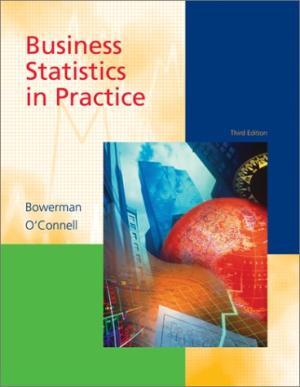 Business
Statistics
in Practice
Third Edition
Bowerman
O'Connell